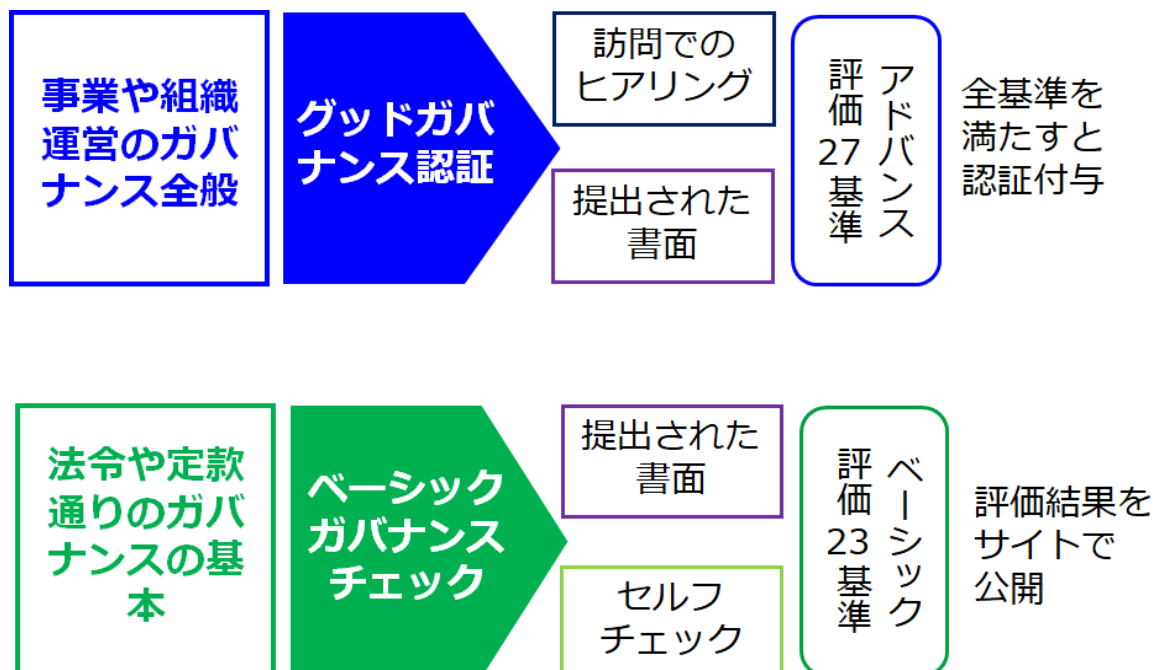 事業や組織
運営のガバ
ナンス全般
グッドガバ
ナンス認証
訪問での
ヒアリング
提出された
書面
アドバンス
評価27基準
全基準を
満たすと
認証付与
法令や定款
通りのガバ
ナンスの基
本
ベーシック
ガバナンス
チェック
提出された
書面
セルフ
チェック
ベーシック
評価23基準
評価結果を
サイトで
公開